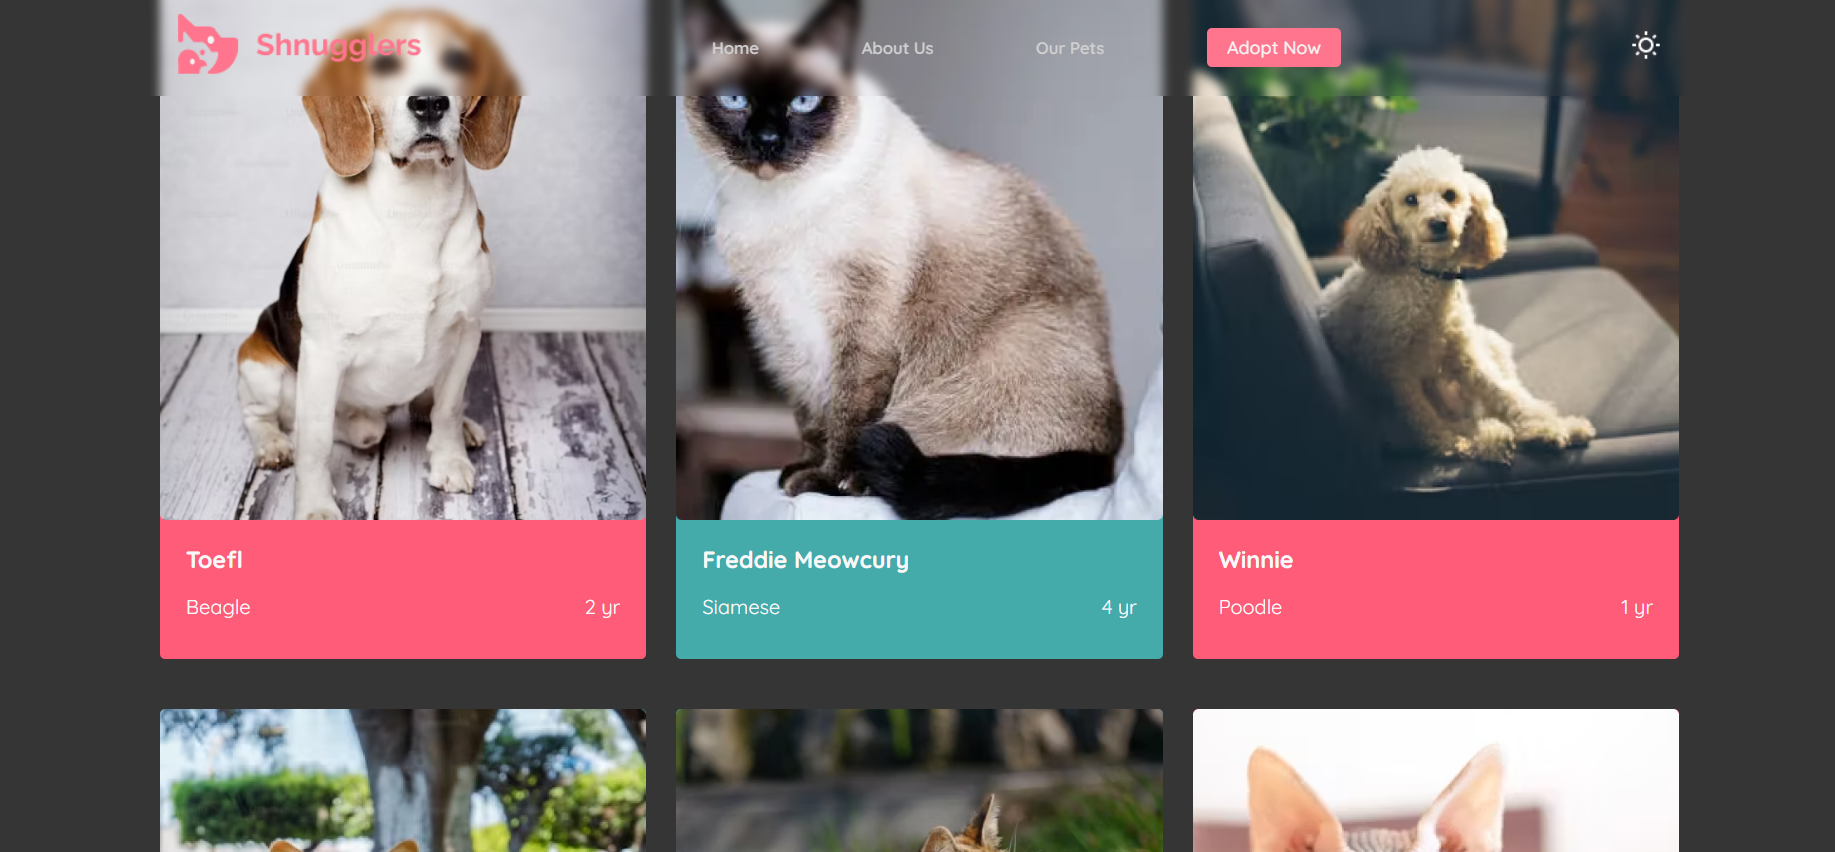 Shnugglers
Home
About Us
Our Pets
Adopt Now
Toefl
Beagle
2 yr
Freddie Meowcury
Siamese
4 yr
Winnie
Poodle
1 yr